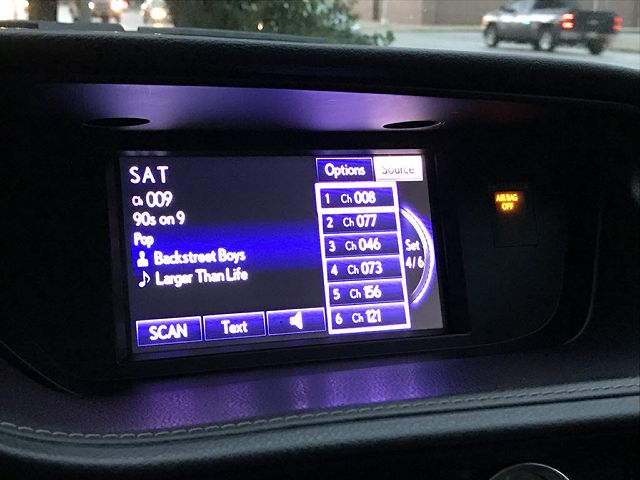 SAT
Ch 009
90s on 9
Pop
Backstreet Boys
Larger Than Life
SCAN
Text
Options
Source
1 Ch 008
2 Ch 077
3 Ch 046
4 Ch 073
5 Ch 156
6 Ch 121
Set
4/6
AIRBAG
OFF